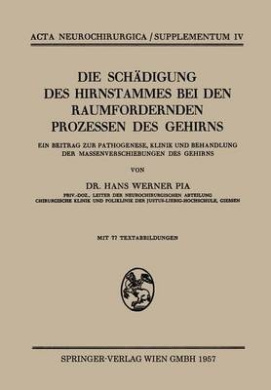 ACTA NEUROCHIRURGICA/SUPPLEMENTUM IV
DIE SCHÄDIGUNG
DES HIRNSTAMMES BEI DEN
RAUMFORDERNDEN
PROZESSEN DES GEHIRNS
EIN BEITRAG ZUR PATHOGENESE, KLINIK UND BEHANDLUNG
DER MASSENVERSCHIEBUNGEN DES GEHIRNS
VON
DR. HANS WERNER PIA
PRIV.-DOZ., LEITER DER NEUROCHIRURGISCHEN ABTEILUNG
CHIRURGISCHE KLINIK UND POLIKLINIK DER JUSTUS-LIEBIG-HOCHSCHULE, GIESSEN
MIT 77 TEXTABBILDUNGEN
SPRINGER-VERLAG WIEN GMBH 1957